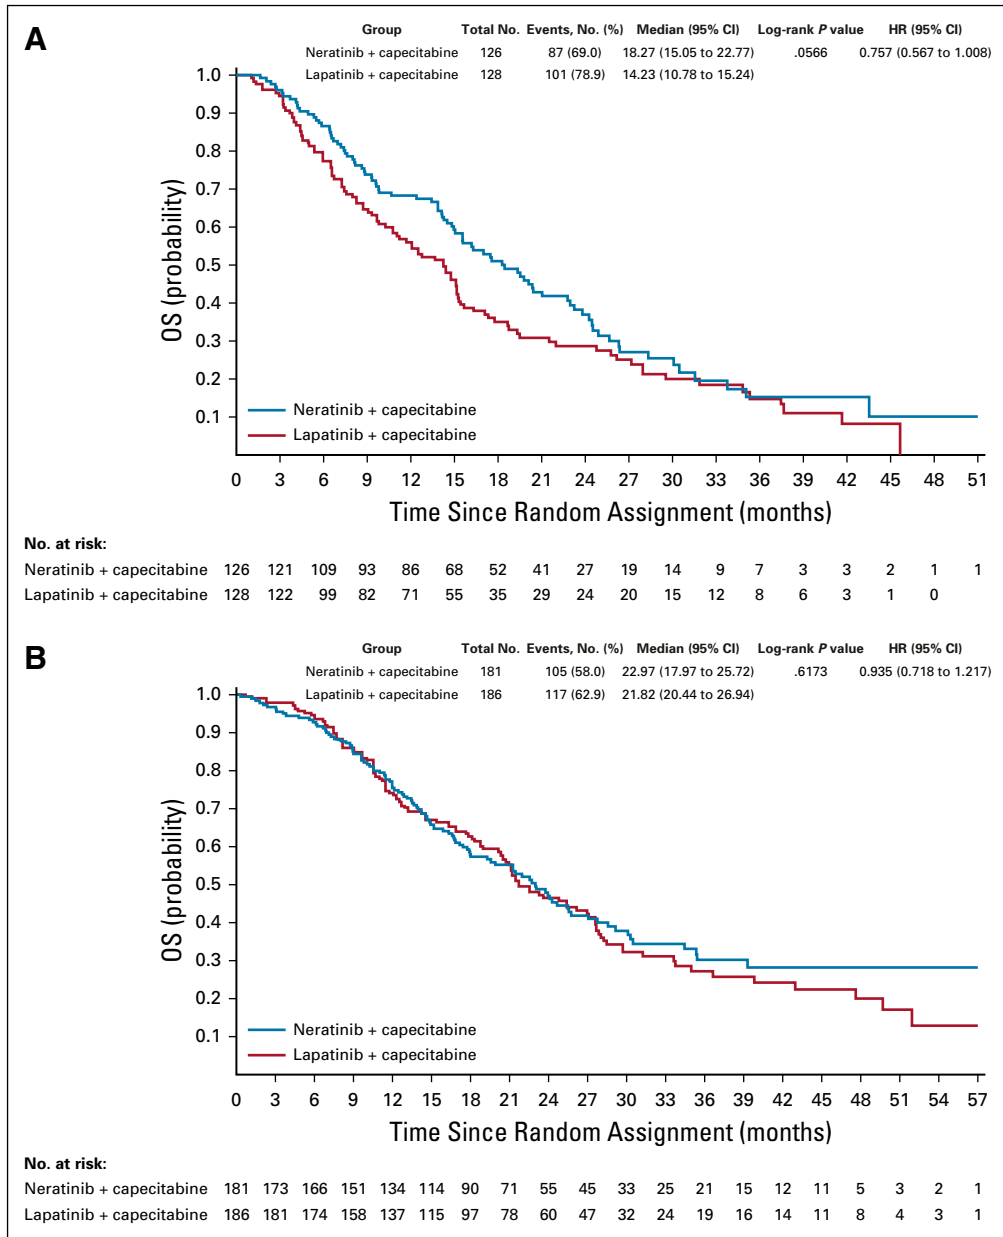 A
Group Total No. Events, No. (%) Median (95% CI) Log-rank P value HR (95% CI)
Neratinib + capecitabine 126 87 (69.0) 18.27 (15.05 to 22.77) .0566 0.757 (0.567 to 1.008)
Lapatinib + capecitabine 128 101 (78.9) 14.23 (10.78 to 15.24)
OS (probability)
1.0
0.9
0.8
0.7
0.6
0.5
0.4
0.3
0.2
0.1
Neratinib + capecitabine
Lapatinib + capecitabine
0 3 6 9 12 15 18 21 24 27 30 33 36 39 42 45 48 51
Time Since Random Assignment (months)
No. at risk:
Neratinib + capecitabine 126 121 109 93 86 68 52 41 27 19 14 9 7 3 3 2 1 1
Lapatinib + capecitabine 128 122 99 82 71 55 35 29 24 20 15 12 8 6 3 1 0
B
Group Total No. Events, No. (%) Median (95% CI) Log-rank P value HR (95% CI)
Neratinib + capecitabine 181 105 (58.0) 22.97 (17.97 to 25.72) .6173 0.935 (0.718 to 1.217)
Lapatinib + capecitabine 186 117 (62.9) 21.82 (20.44 to 26.94)
OS (probability)
1.0
0.9
0.8
0.7
0.6
0.5
0.4
0.3
0.2
0.1
Neratinib + capecitabine
Lapatinib + capecitabine
0 3 6 9 12 15 18 21 24 27 30 33 36 39 42 45 48 51 54 57
Time Since Random Assignment (months)
No. at risk:
Neratinib + capecitabine 181 173 166 151 134 114 90 71 55 45 33 25 21 15 12 11 5 3 2 1
Lapatinib + capecitabine 186 181 174 158 137 115 97 78 60 47 32 24 19 16 14 11 8 4 3 1